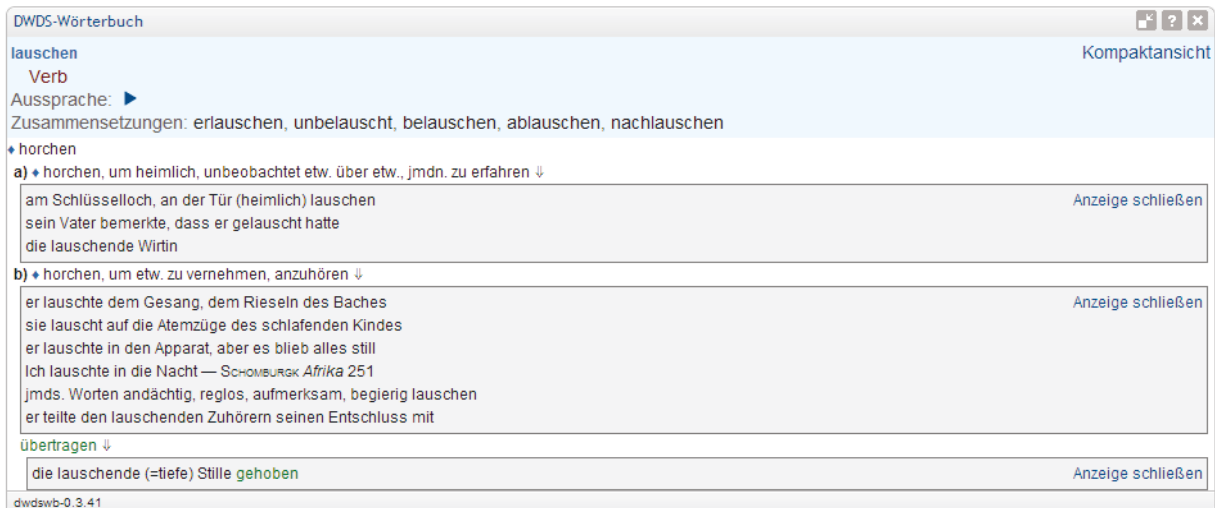 DWDS-Wörterbuch
lauschen
Kompaktansicht
Verb
Aussprache:
Zusammensetzungen: erlauschen, unbelauscht, belauschen, ablauschen, nachlauschen
♦ horchen
a) ♦ horchen, um heimlich, unbeobachtet etw. über etw., jmdn. zu erfahren ⇓
am Schlüsselloch, an der Tür (heimlich) lauschen
Anzeige schließen
sein Vater bemerkte, dass er gelauscht hatte
die lauschende Wirtin
b) ♦ horchen, um etw. zu vernehmen, anzuhören ⇓
er lauschte dem Gesang, dem Rieseln des Baches
Anzeige schließen
sie lauscht auf die Atemzüge des schlafenden Kindes
er lauschte in den Apparat, aber es blieb alles still
Ich lauschte in die Nacht — Schomburgk Afrika 251
jmds. Worten andächtig, reglos, aufmerksam, begierig lauschen
er teilte den lauschenden Zuhörern seinen Entschluss mit
übertragen ⇓
die lauschende (=tiefe) Stille gehoben
Anzeige schließen
dwdswb-0.3.41